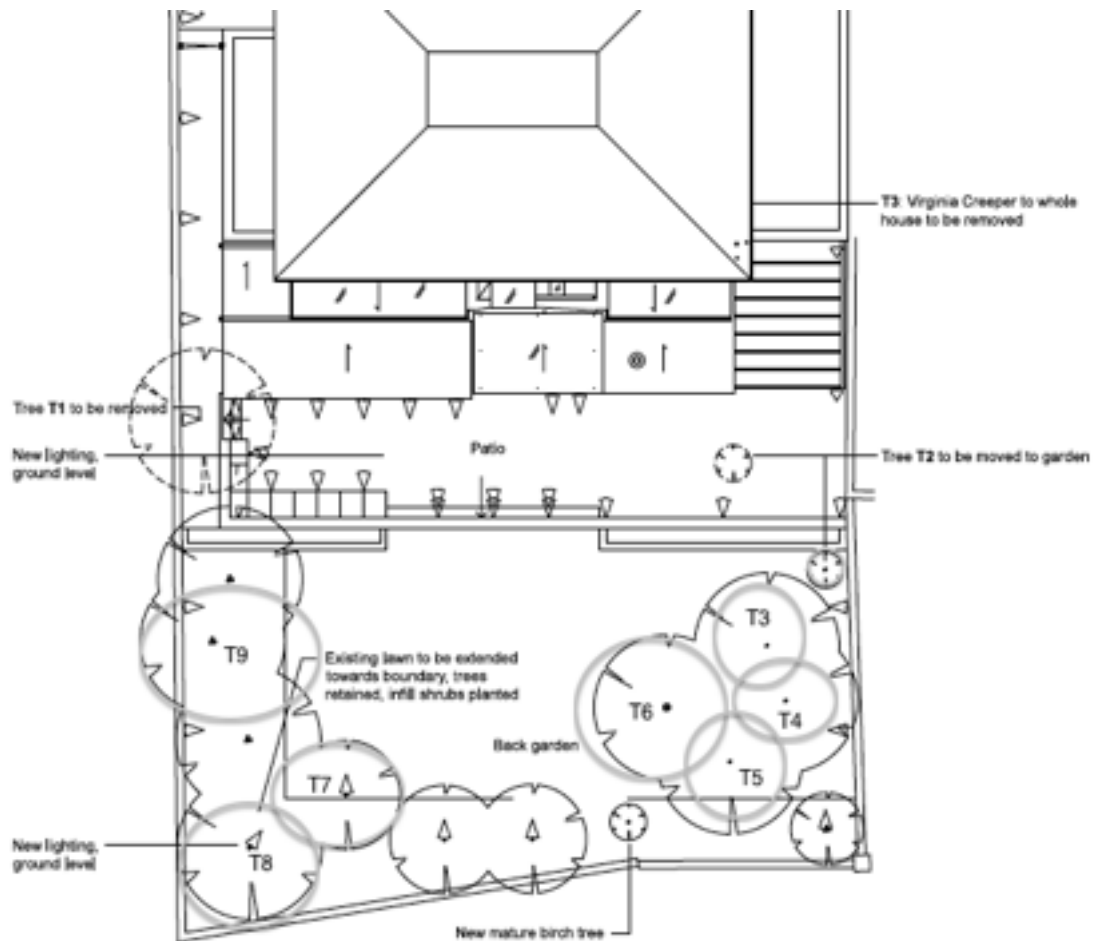 T3: Virginia Creeper to whole
house to be removed
Tree T1 to be removed
New lighting,
ground level
Patio
Tree T2 to be moved to garden
T3
T9
Existing lawn to be extended
towards boundary, trees
retained, infill shrubs planted
T6
T4
Back garden
T5
T7
New lighting,
ground level
T8
New mature birch tree